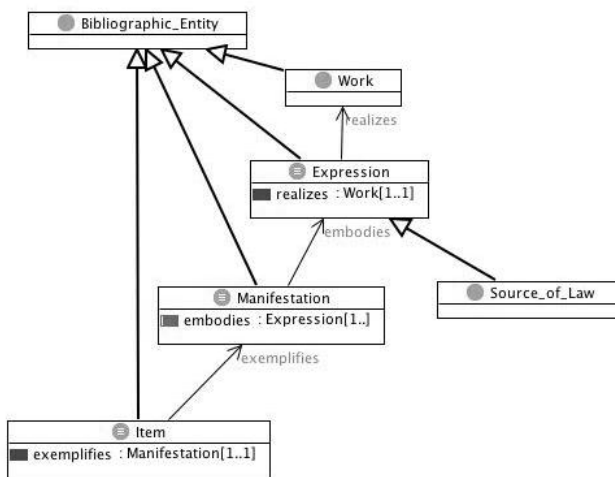 Bibliographic_Entity
Work
realizes
Expression
realizes : Work[1..1]
embodies
Source_of_Law
Manifestation
embodies : Expression[1..]
exemplifies
Item
exemplifies : Manifestation[1..1]